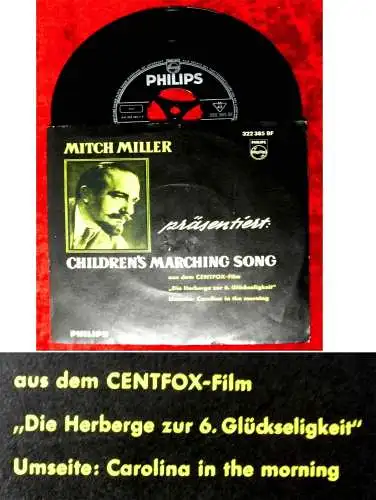 PHILIPS
MITCH MILLER
322 385 BF
PHILIPS
präsentiert:
CHILDREN'S MARCHING SONG
aus dem CENTFOX-Film
„Die Herberge zur 6. Glückseligkeit"
Umseite: Carolina in the morning
PHILIPS
aus dem CENTFOX-Film
„Die Herberge zur 6. Glückseligkeit"
Umseite: Carolina in the morning